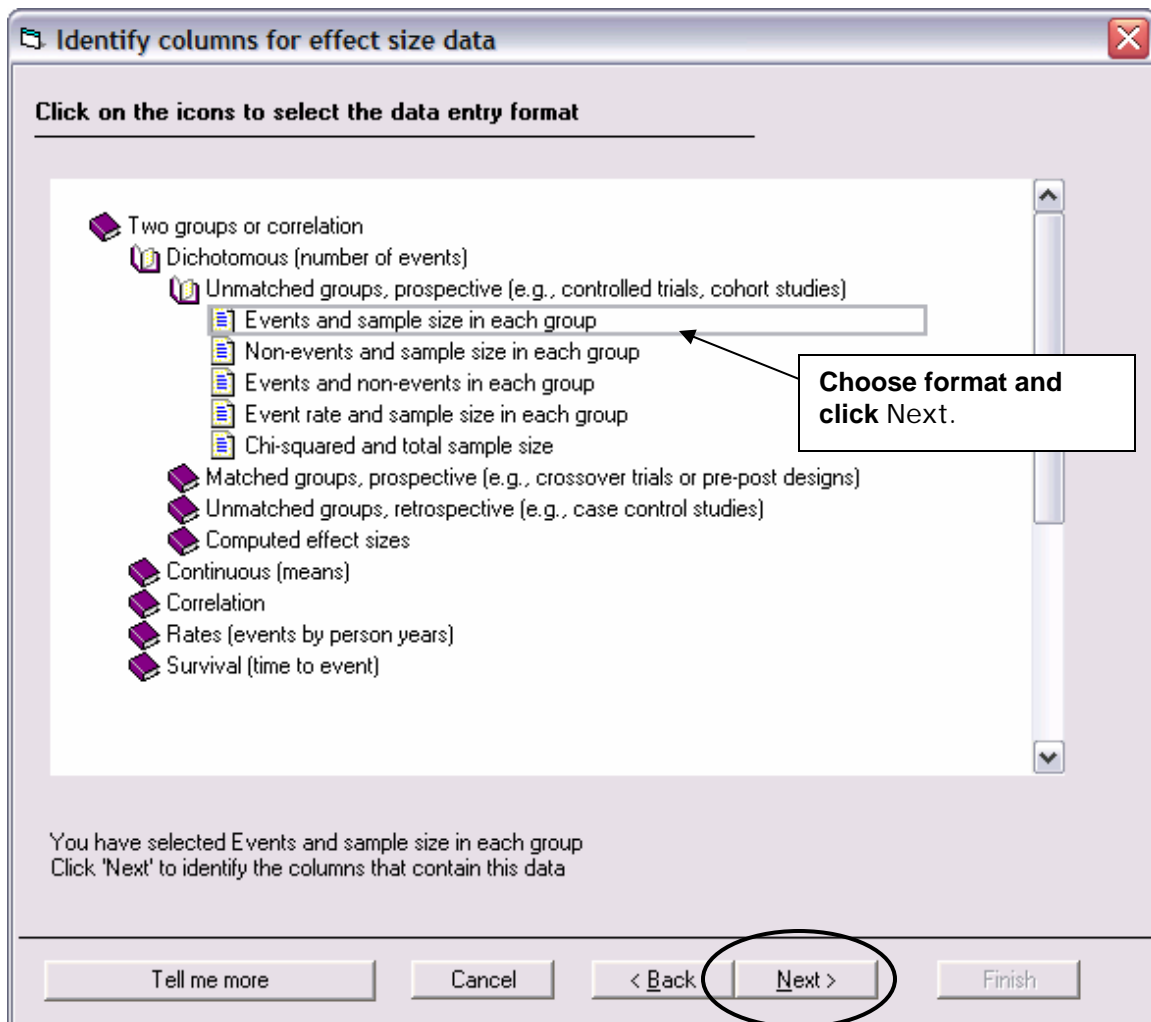 Identify columns for effect size data
Click on the icons to select the data entry format
Two groups or correlation
Dichotomous (number of events)
Unmatched groups, prospective (e.g., controlled trials, cohort studies)
Events and sample size in each group
Non-events and sample size in each group
Events and non-events in each group
Event rate and sample size in each group
Chi-squared and total sample size
Matched groups, prospective (e.g., crossover trials or pre-post designs)
Unmatched groups, retrospective (e.g., case control studies)
Computed effect sizes
Continuous (means)
Correlation
Rates (events by person years)
Survival (time to event)
Choose format and
click Next.
You have selected Events and sample size in each group
Click 'Next' to identify the columns that contain this data
Tell me more
Cancel
< Back
Next >
Finish